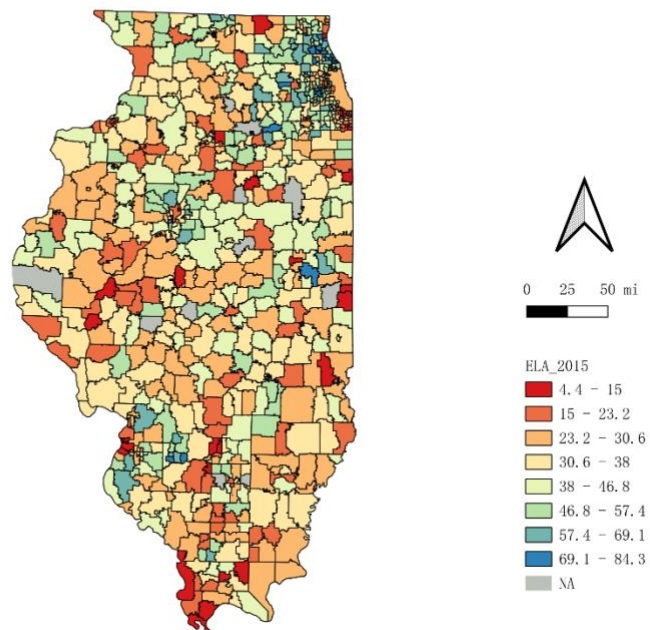 0 25 50 mi
ELA_2015
4.4 - 15
15 - 23.2
23.2 - 30.6
30.6 - 38
38 - 46.8
46.8 - 57.4
57.4 - 69.1
69.1 - 84.3
NA